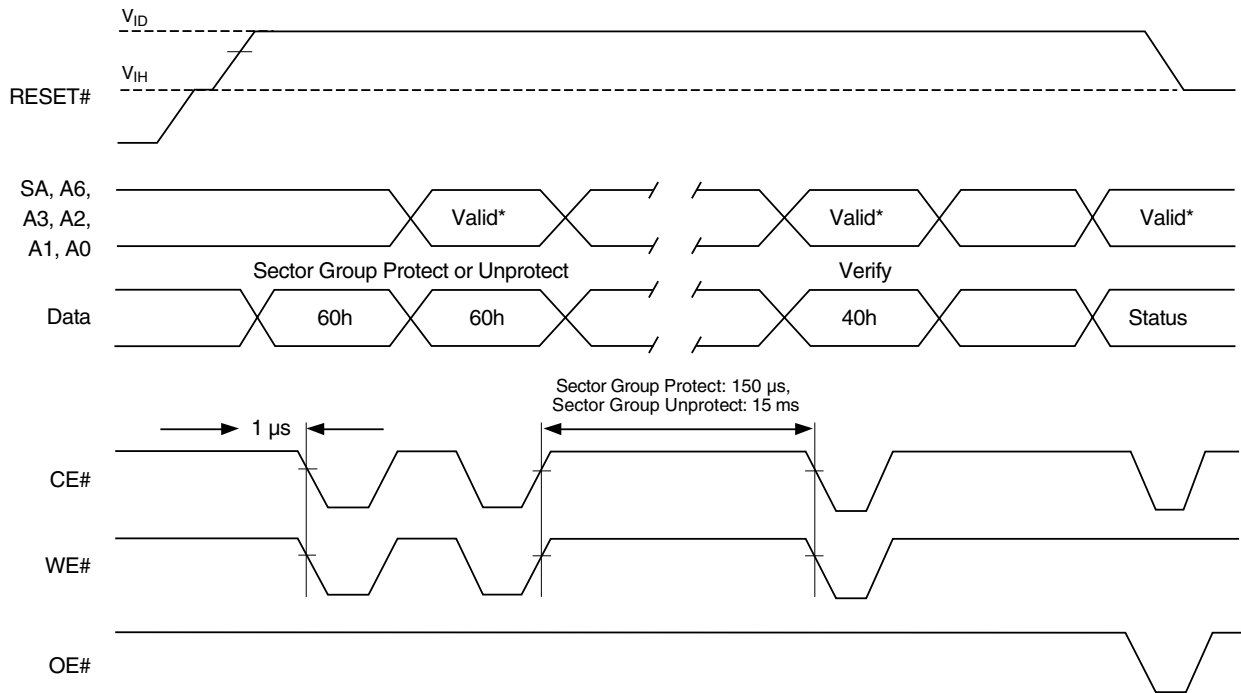 VID
VIH
RESET#
SA, A6,
A3, A2,
A1, A0
Valid*
Valid*
Valid*
Sector Group Protect or Unprotect
Verify
Data
60h
60h
40h
Status
Sector Group Protect: 150 µs,
Sector Group Unprotect: 15 ms
1 µs
CE#
WE#
OE#